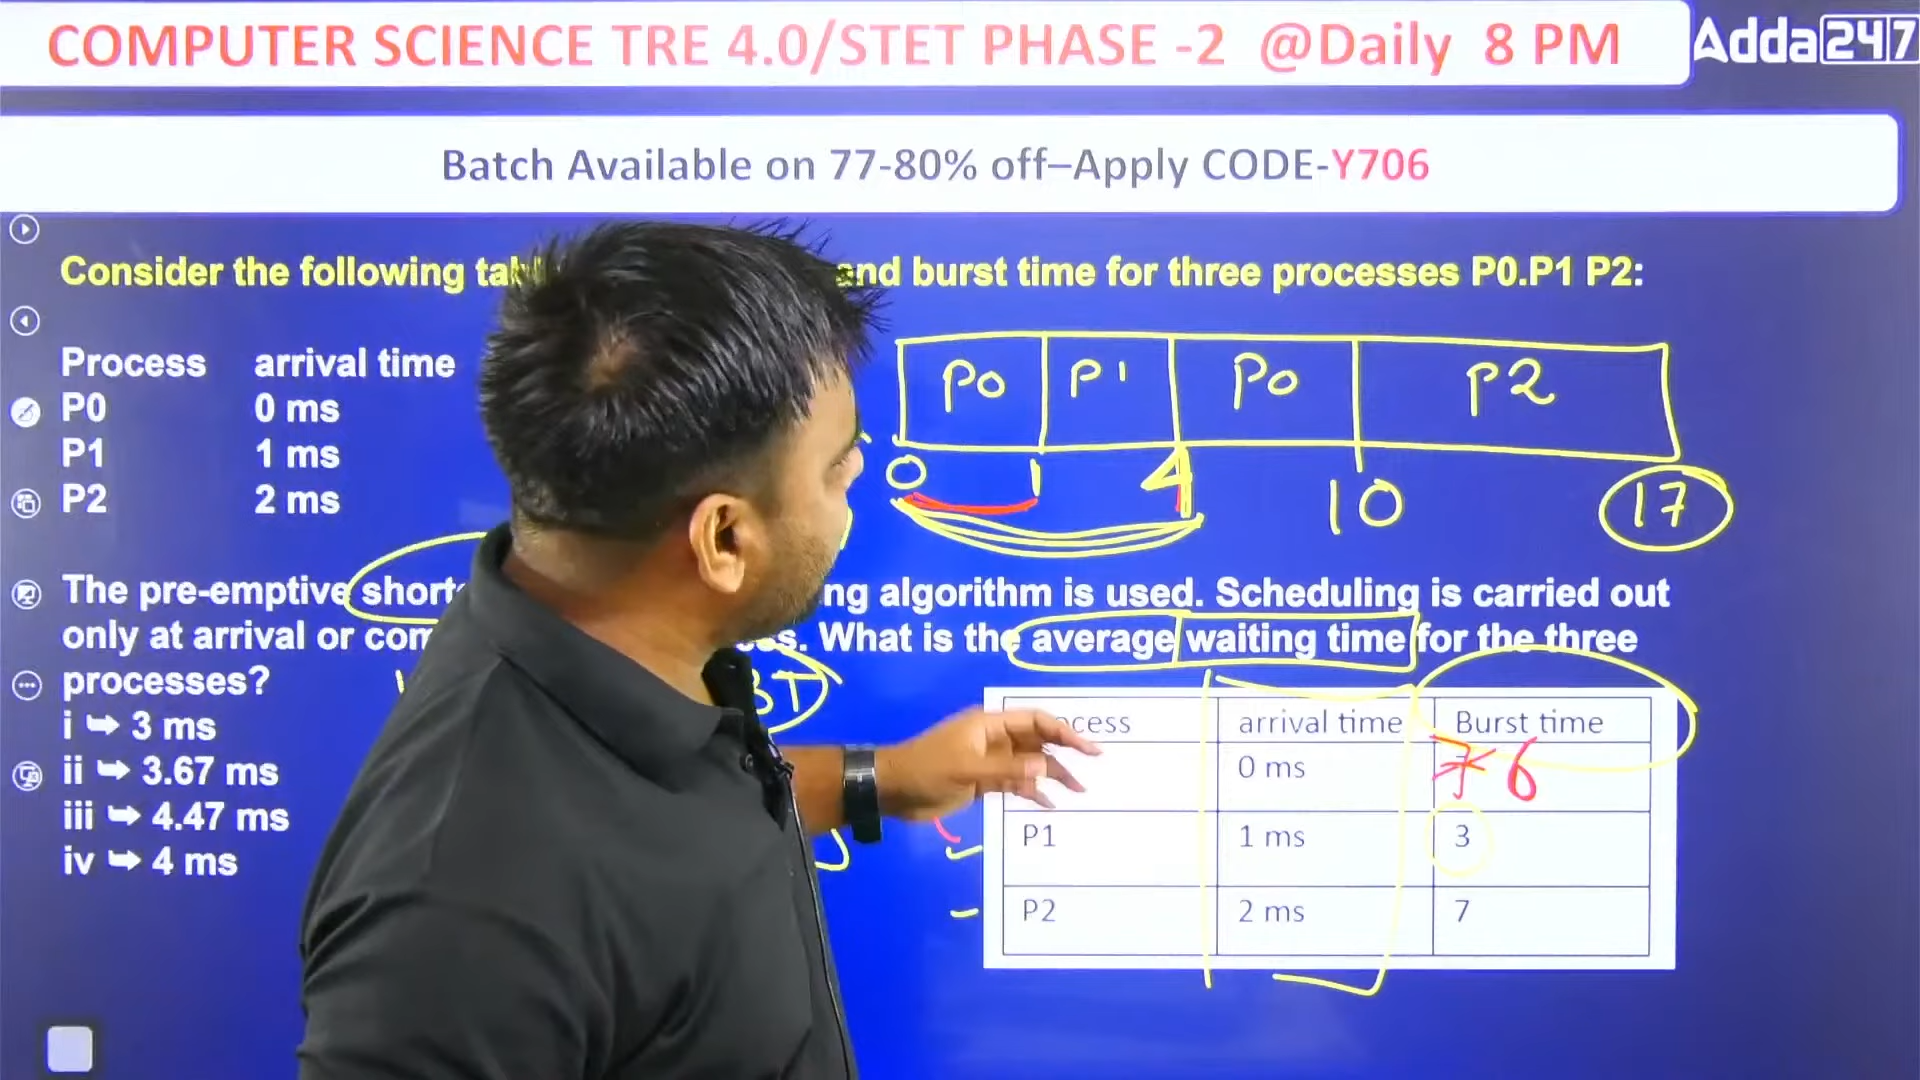 COMPUTER SCIENCE TRE 4.0/STET PHASE -2 @Daily 8 PM
Adda247
Batch Available on 77-80% off–Apply CODE-Y706
Consider the following and burst time for three processes P0.P1 P2:
Process arrival time
P0 0 ms
P1 1 ms
P2 2 ms
P0 P1 P0 P2
0 1 4 10 17
The pre-emptive algorithm is used. Scheduling is carried out
only at arrival or What is the average waiting time for the three
processes?
BT
i ➥ 3 ms
ii ➥ 3.67 ms
iii ➥ 4.47 ms
iv ➥ 4 ms
arrival time Burst time
0 ms 7 6
P1 1 ms 3
P2 2 ms 7